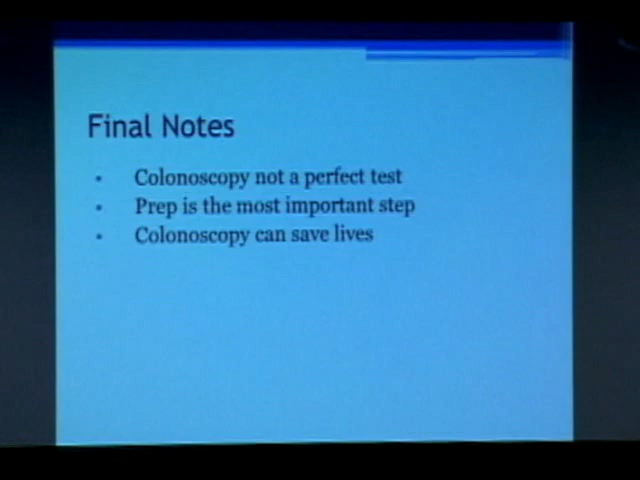 Final Notes
• Colonoscopy not a perfect test
• Prep is the most important step
• Colonoscopy can save lives